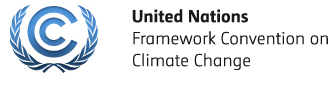 United Nations
Framework Convention on
Climate Change